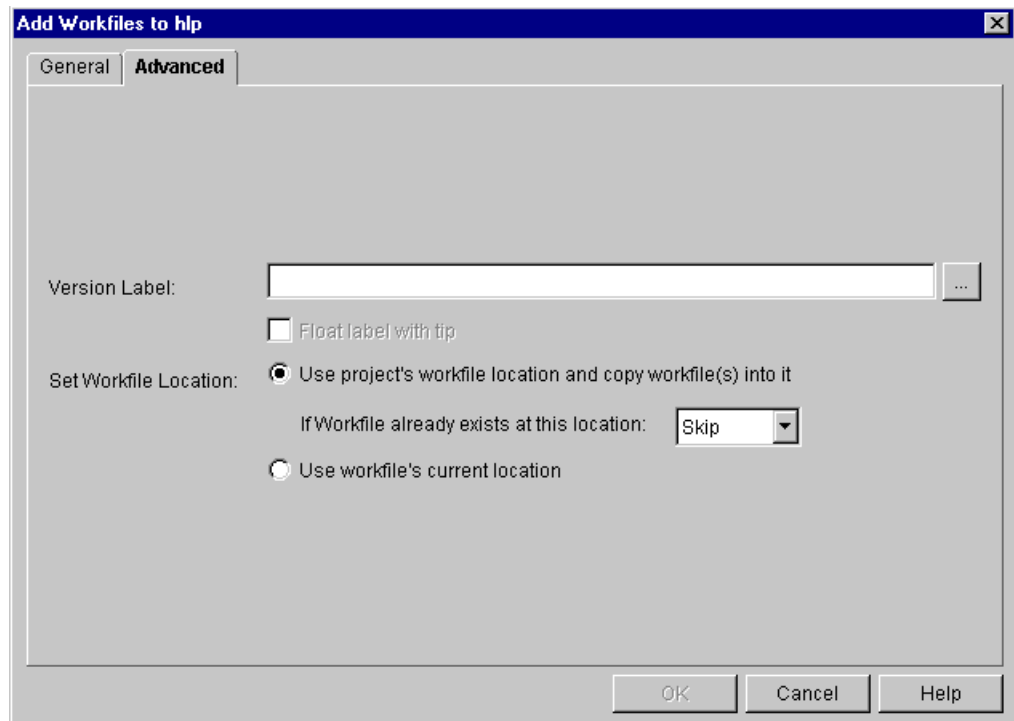 Add Workfiles to hlp
General Advanced
Version Label: ...
Float label with tip
Set Workfile Location: Use project's workfile location and copy workfile(s) into it
If Workfile already exists at this location: Skip
Use workfile's current location
OK Cancel Help